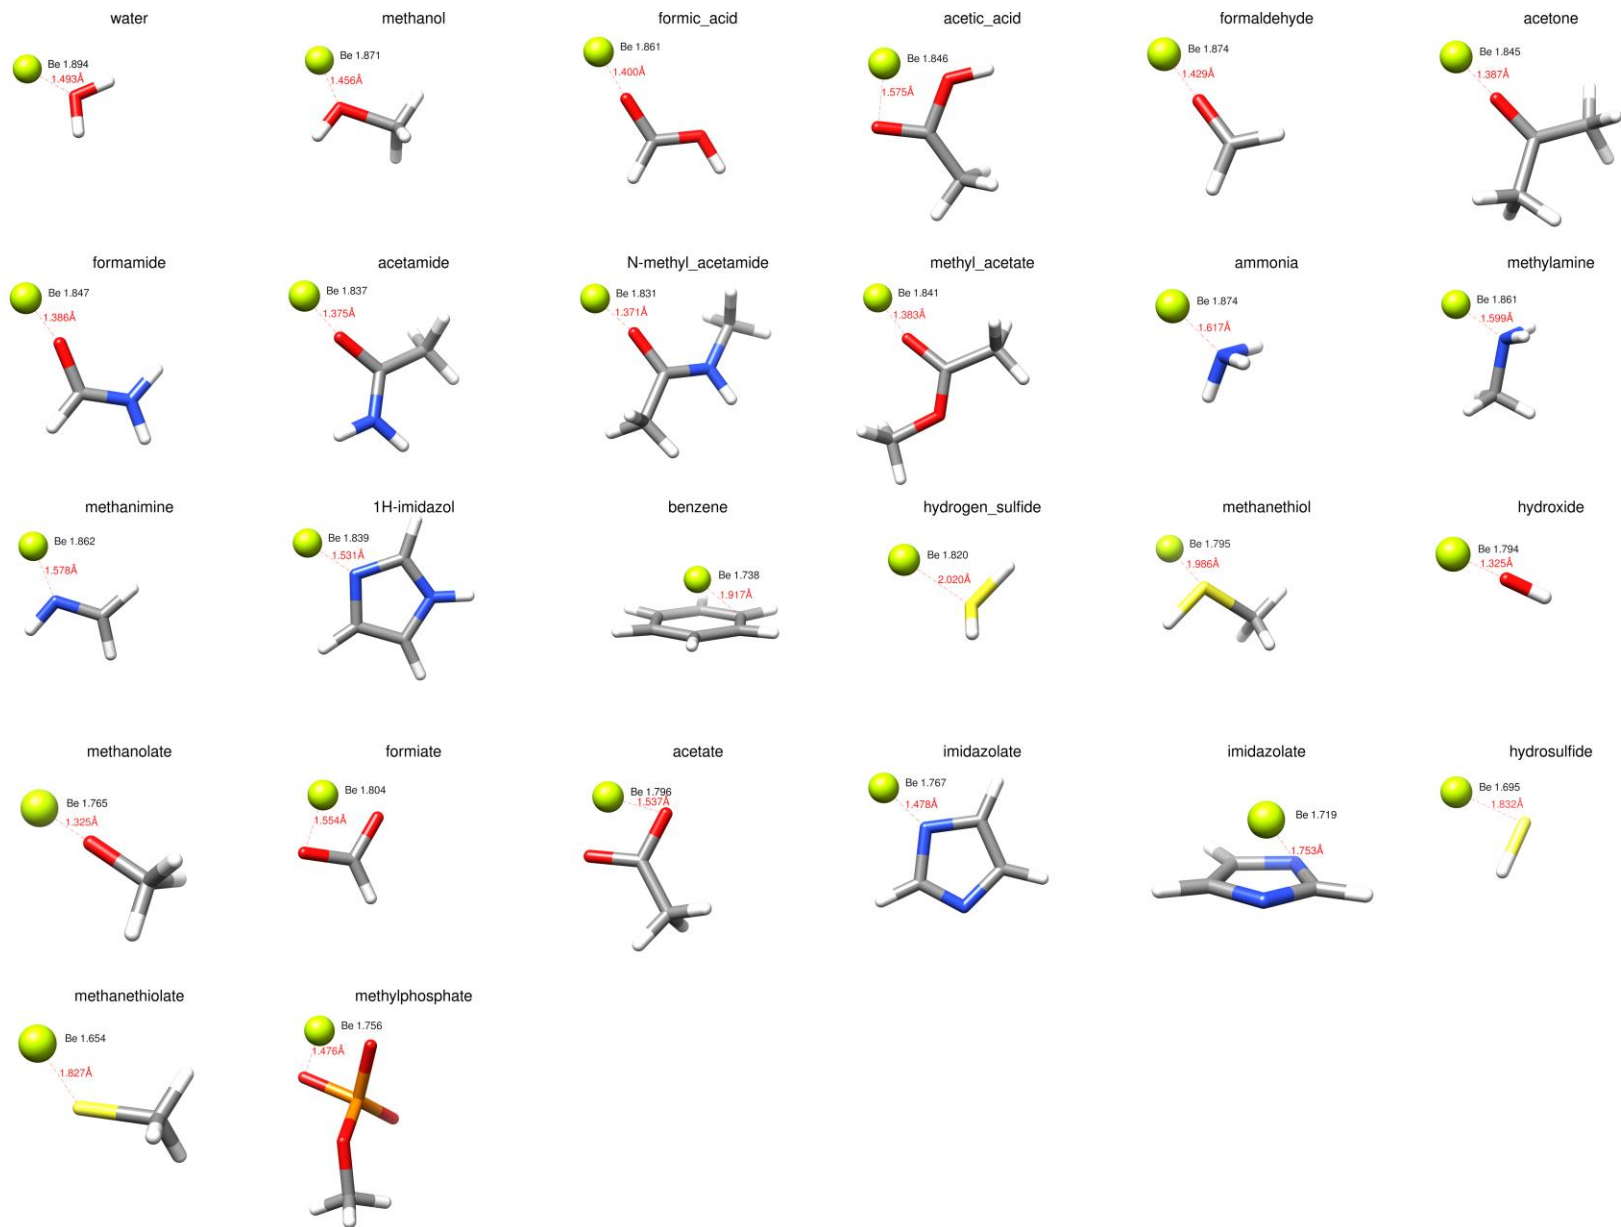 water
methanol
formic_acid
acetic_acid
formaldehyde
acetone
Be 1.894
1.493Å
Be 1.871
1.456Å
Be 1.861
1.400Å
Be 1.846
1.575Å
Be 1.874
1.429Å
Be 1.845
1.387Å
formamide
acetamide
N-methyl_acetamide
methyl_acetate
ammonia
methylamine
Be 1.847
1.386Å
Be 1.837
1.375Å
Be 1.831
1.371Å
Be 1.841
1.383Å
Be 1.874
1.617Å
Be 1.861
1.599Å
methanimine
1H-imidazol
benzene
hydrogen_sulfide
methanethiol
hydroxide
Be 1.862
1.578Å
Be 1.839
1.531Å
Be 1.738
1.917Å
Be 1.820
2.020Å
Be 1.795
1.986Å
Be 1.794
1.325Å
methanolate
formiate
acetate
imidazolate
imidazolate
hydrosulfide
Be 1.765
1.325Å
Be 1.804
1.554Å
Be 1.796
1.537Å
Be 1.767
1.478Å
Be 1.719
1.753Å
Be 1.695
1.832Å
methanethiolate
methylphosphate
Be 1.654
1.827Å
Be 1.756
1.476Å